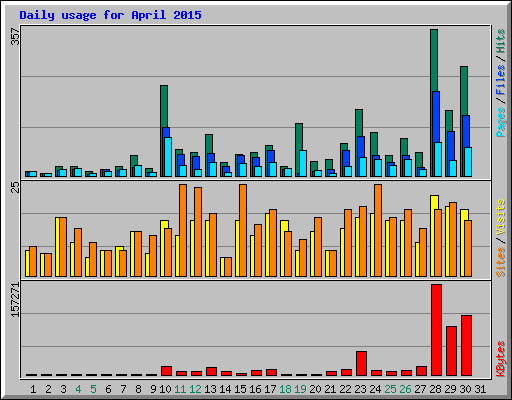 Daily usage for April 2015
357
Pages / Files / Hits
25
Sites / Visits
157271
KBytes
1 2 3 4 5 6 7 8 9 10 11 12 13 14 15 16 17 18 19 20 21 22 23 24 25 26 27 28 29 30 31